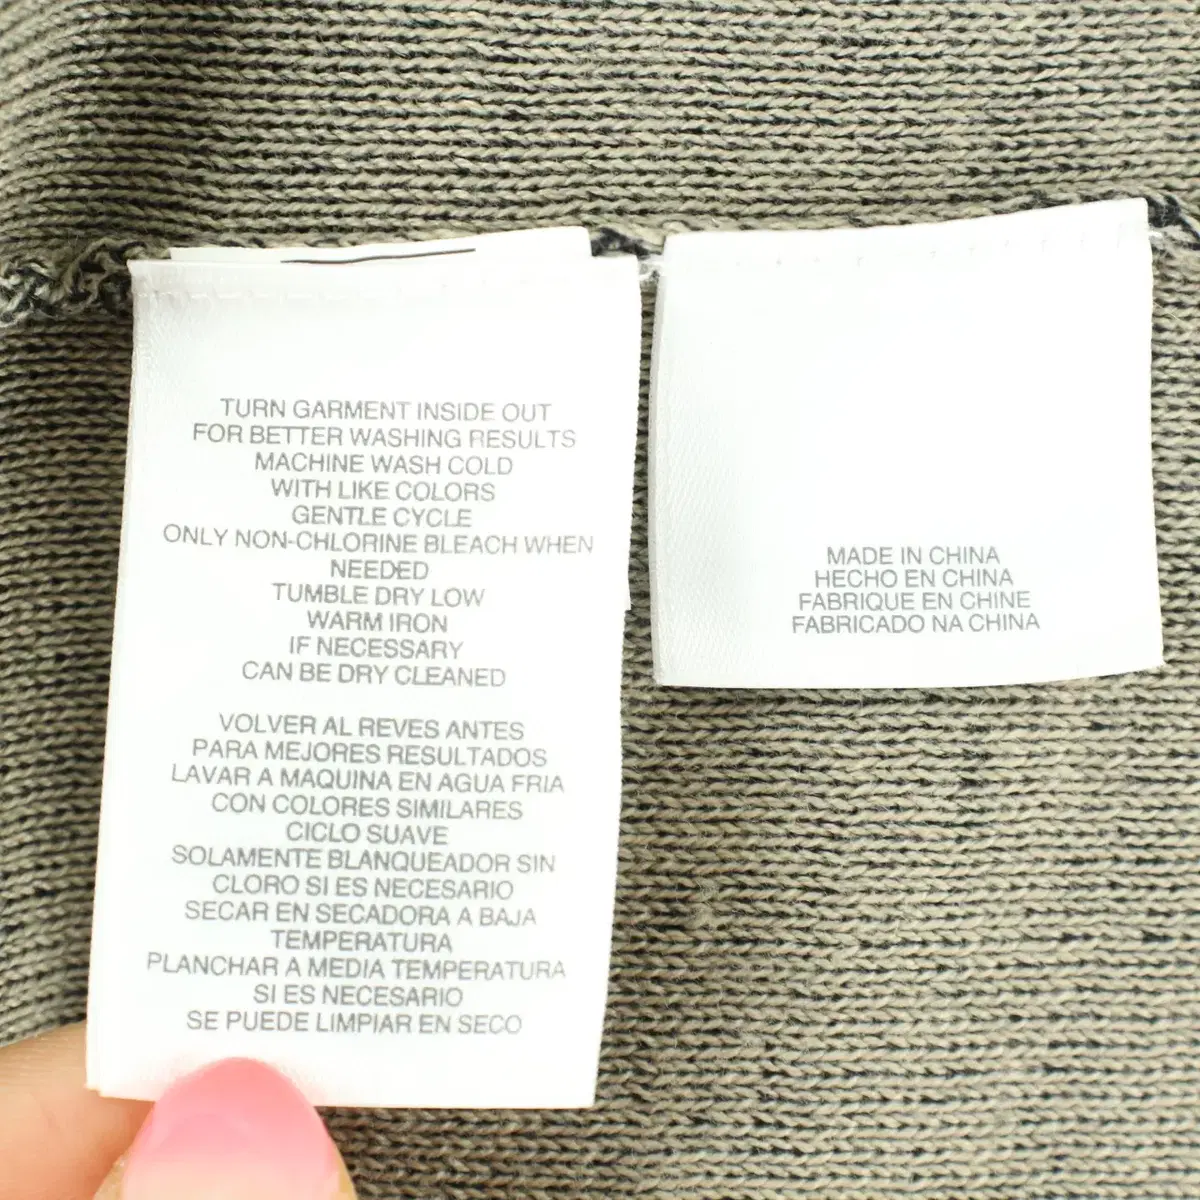 TURN GARMENT INSIDE OUT
FOR BETTER WASHING RESULTS
MACHINE WASH COLD
WITH LIKE COLORS
GENTLE CYCLE
ONLY NON-CHLORINE BLEACH WHEN
NEEDED
TUMBLE DRY LOW
WARM IRON
IF NECESSARY
CAN BE DRY CLEANED
VOLVER AL REVES ANTES
PARA MEJORES RESULTADOS
LAVAR A MAQUINA EN AGUA FRIA
CON COLORES SIMILARES
CICLO SUAVE
SOLAMENTE BLANQUEADOR SIN
CLORO SI ES NECESARIO
SECAR EN SECADORA A BAJA
TEMPERATURA
PLANCHAR A MEDIA TEMPERATURA
SI ES NECESARIO
SE PUEDE LIMPIAR EN SECO
MADE IN CHINA
HECHO EN CHINA
FABRIQUE EN CHINE
FABRICADO NA CHINA